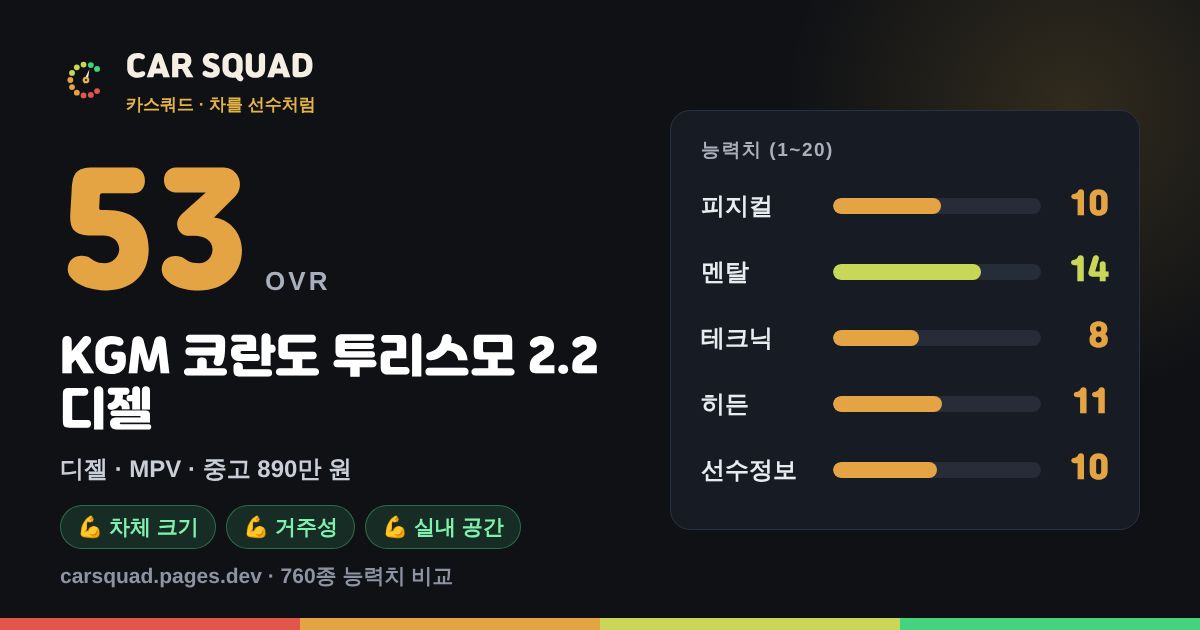 CAR SQUAD
카스쿼드 · 차를 선수처럼
53 OVR
KGM 코란도 투리스모 2.2
디젤
디젤 · MPV · 중고 890만 원
💪 차체 크기 💪 거주성 💪 실내 공간
carsquad.pages.dev · 760종 능력치 비교
능력치 (1~20)
피지컬 10
멘탈 14
테크닉 8
히든 11
선수정보 10